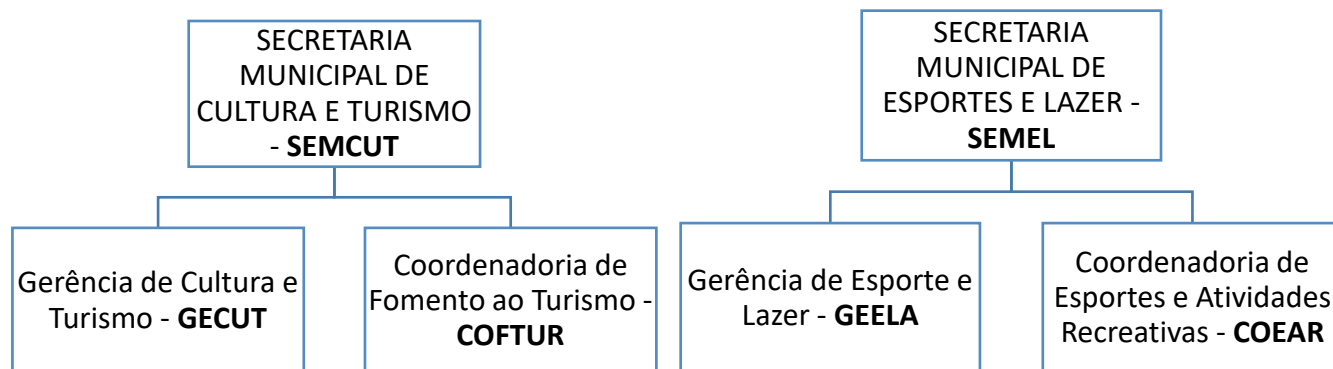 SECRETARIA
MUNICIPAL DE
CULTURA E TURISMO
- SEMCUT
Gerência de Cultura e
Turismo - GECUT
Coordenadoria de
Fomento ao Turismo -
COFTUR
SECRETARIA
MUNICIPAL DE
ESPORTES E LAZER -
SEMEL
Gerência de Esporte e
Lazer - GEELA
Coordenadoria de
Esportes e Atividades
Recreativas - COEAR